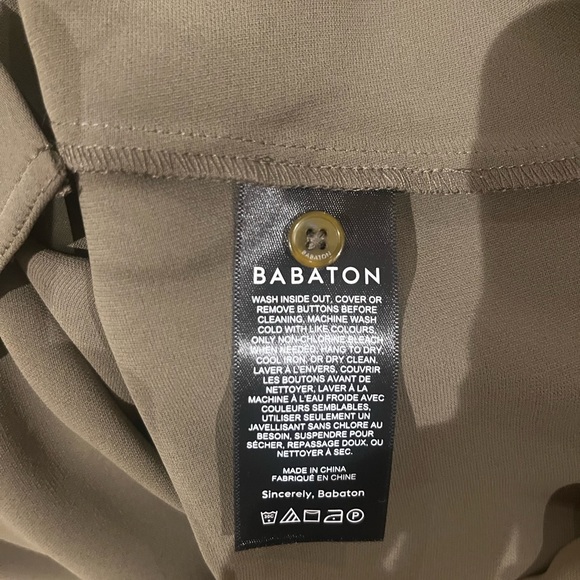 BABATON
BABATON
WASH INSIDE OUT, COVER OR
REMOVE BUTTONS BEFORE
CLEANING, MACHINE WASH
COLD WITH LIKE COLOURS,
ONLY NON-CHLORINE BLEACH
WHEN NEEDED, HANG TO DRY,
COOL IRON, OR DRY CLEAN.
LAVER À L'ENVERS, COUVRIR
LES BOUTONS AVANT DE
NETTOYER, LAVER À LA
MACHINE À L'EAU FROIDE AVEC
COULEURS SEMBLABLES,
UTILISER SEULEMENT UN
JAVELLISANT SANS CHLORE AU
BESOIN, SUSPENDRE POUR
SÉCHER, REPASSAGE DOUX, OU
NETTOYER À SEC.
MADE IN CHINA
FABRIQUÉ EN CHINE
Sincerely, Babaton
30C P